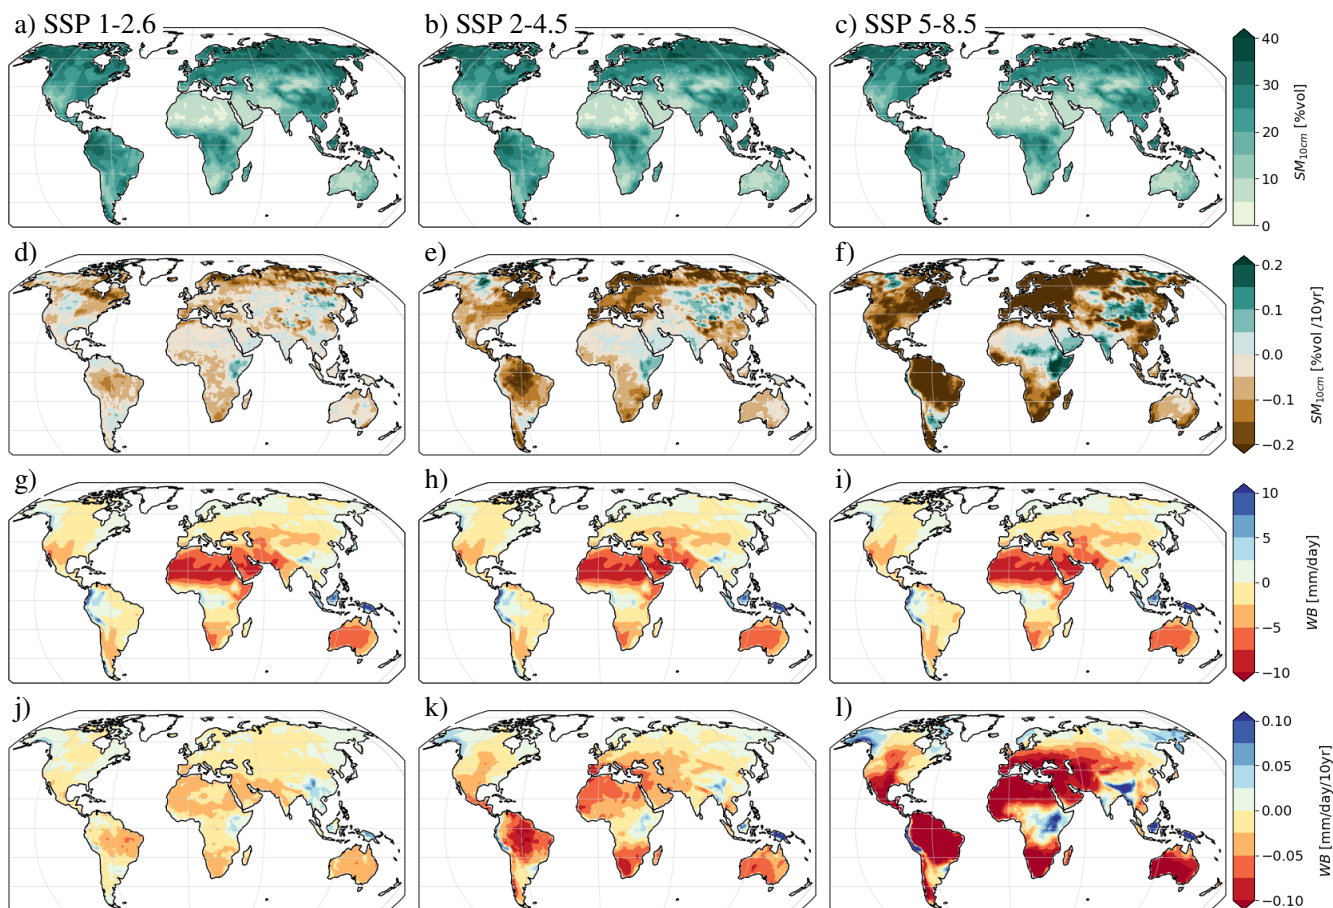 a) SSP 1-2.6
b) SSP 2-4.5
c) SSP 5-8.5
40
30
20
10
0
SM10cm [%vol]
d)
e)
f)
0.2
0.1
0.0
−0.1
−0.2
SM10cm [%vol /10yr]
g)
h)
i)
10
5
0
−5
−10
WB [mm/day]
j)
k)
l)
0.10
0.05
0.00
−0.05
−0.10
WB [mm/day/10yr]